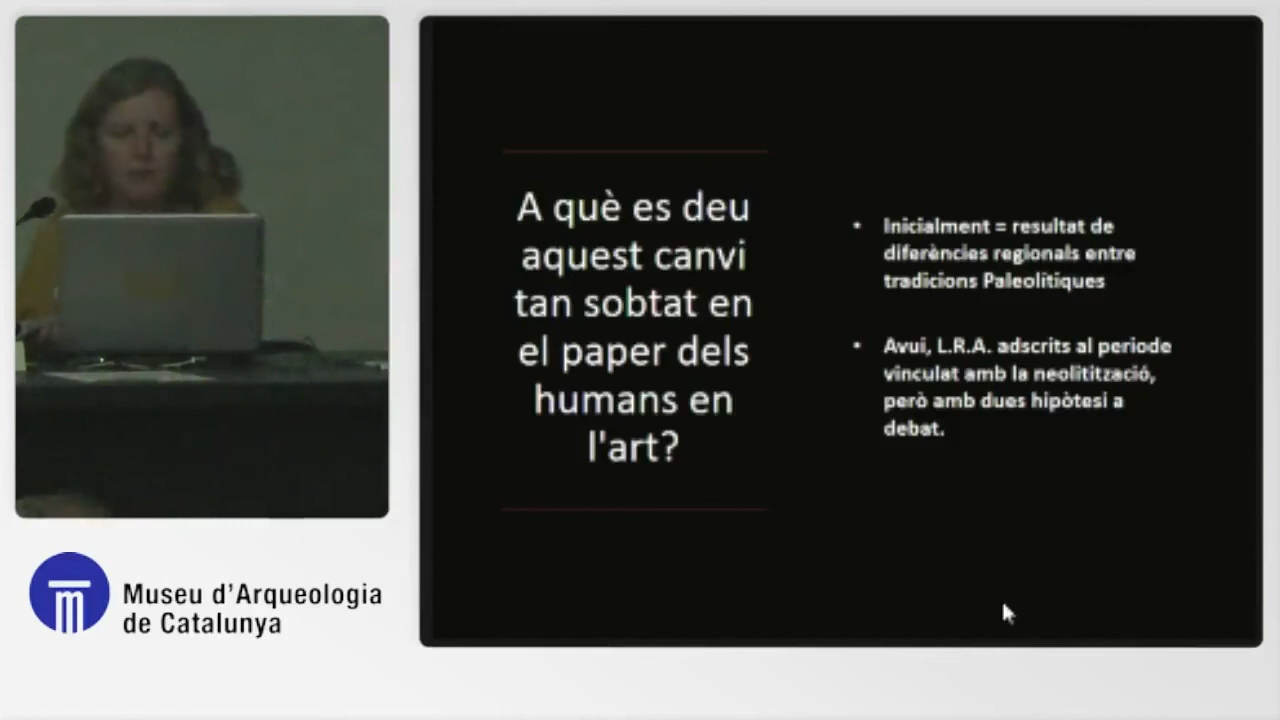 A què es deu
aquest canvi
tan sobtat en
el paper dels
humans en
l'art?
• Inicialment = resultat de
diferències regionals entre
tradicions Paleolítiques
• Avui, L.R.A. adscrits al periode
vinculat amb la neolitització,
però amb dues hipòtesi a
debat.
Museu d'Arqueologia
de Catalunya